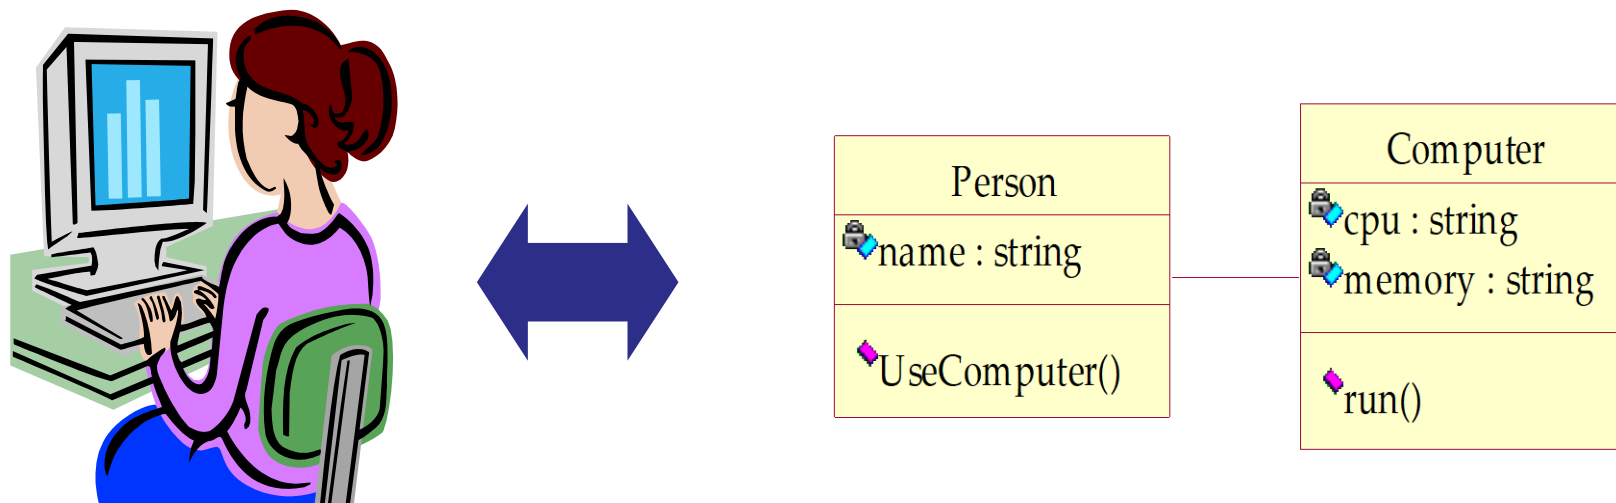 Person
name : string
UseComputer()
Computer
cpu : string
memory : string
run()